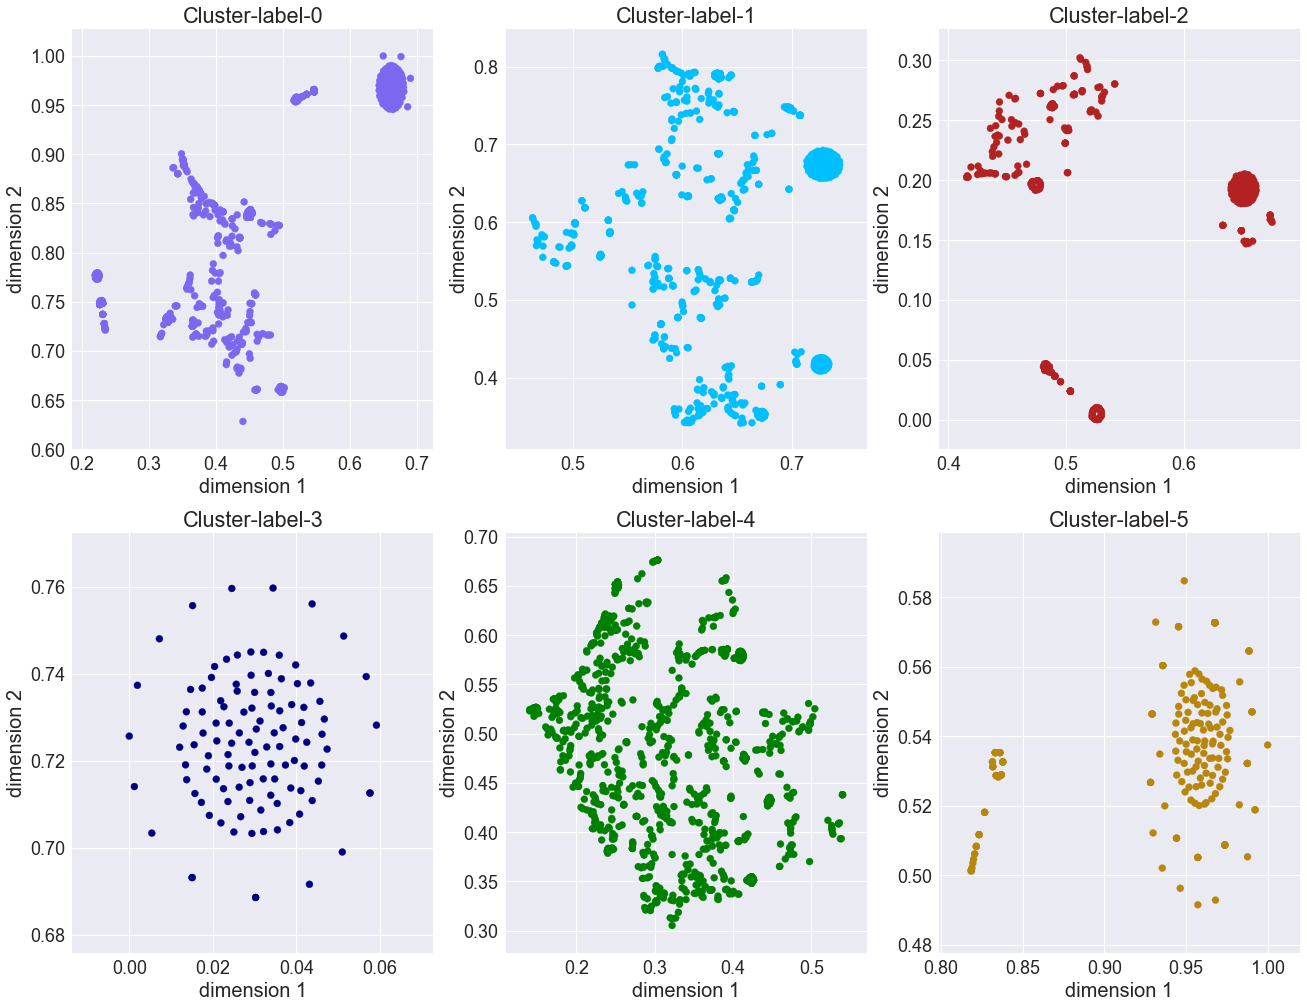 Cluster-label-0
1.00
0.95
0.90
0.85
0.80
0.75
0.70
0.65
0.60
dimension 2
0.2 0.3 0.4 0.5 0.6 0.7
dimension 1
Cluster-label-1
0.8
0.7
0.6
0.5
0.4
dimension 2
0.5 0.6 0.7
dimension 1
Cluster-label-2
0.30
0.25
0.20
0.15
0.10
0.05
0.00
dimension 2
0.4 0.5 0.6
dimension 1
Cluster-label-3
0.76
0.74
0.72
0.70
0.68
dimension 2
0.00 0.02 0.04 0.06
dimension 1
Cluster-label-4
0.70
0.65
0.60
0.55
0.50
0.45
0.40
0.35
0.30
dimension 2
0.2 0.3 0.4 0.5
dimension 1
Cluster-label-5
0.58
0.56
0.54
0.52
0.50
0.48
dimension 2
0.80 0.85 0.90 0.95 1.00
dimension 1